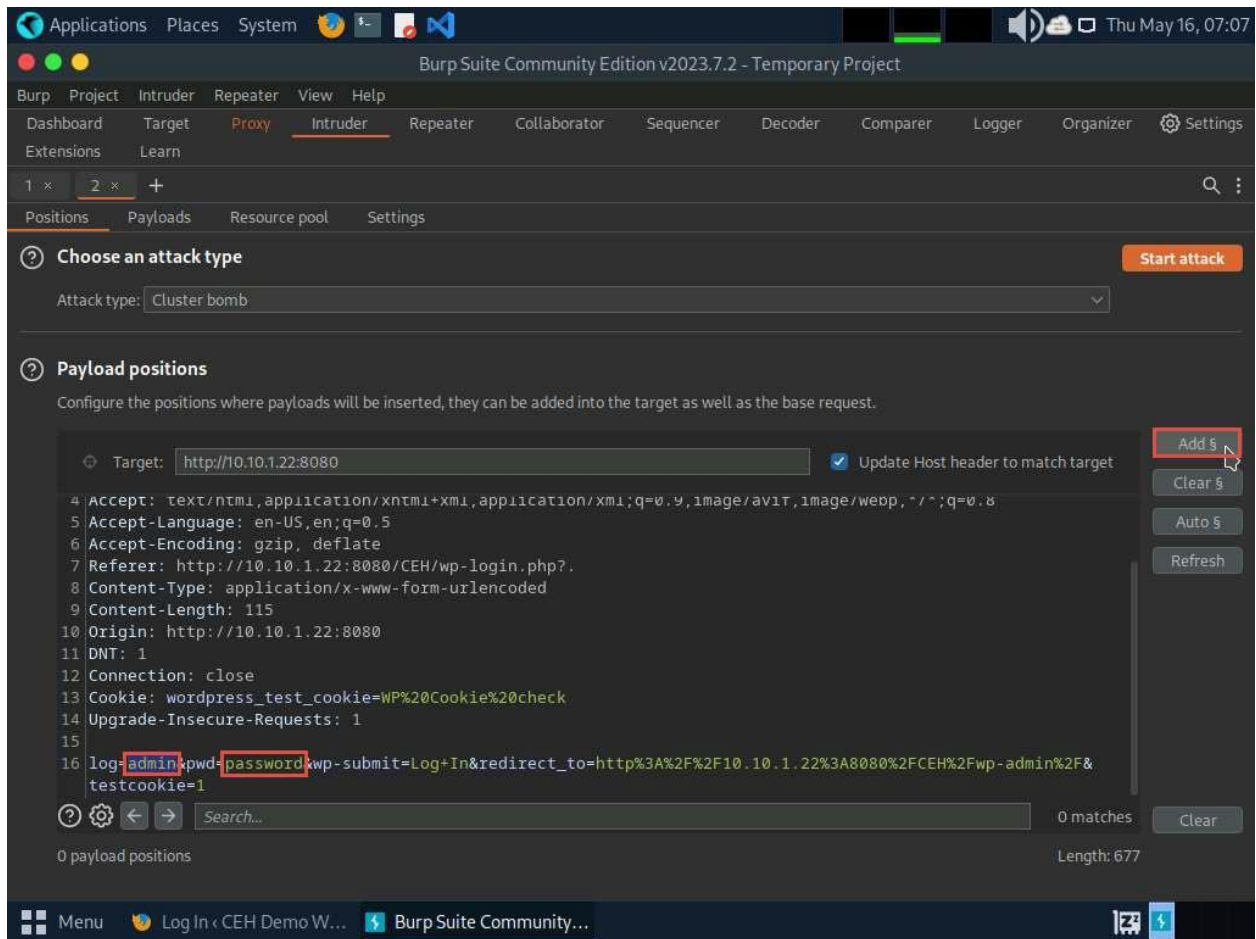 Applications Places System Thu May 16, 07:07
Burp Suite Community Edition v2023.7.2 - Temporary Project
Burp Project Intruder Repeater View Help
Dashboard Target Proxy Intruder Repeater Collaborator Sequencer Decoder Comparer Logger Organizer Settings
Extensions Learn
1 × 2 × +
Positions Payloads Resource pool Settings
Choose an attack type
Start attack
Attack type: Cluster bomb
Payload positions
Configure the positions where payloads will be inserted, they can be added into the target as well as the base request.
Add §
Target: http://10.10.1.22:8080 Update Host header to match target
Clear §
4 Accept: text/html,application/xhtml+xml,application/xml;q=0.9,image/avif,image/webp,*/*;q=0.8
5 Accept-Language: en-US,en;q=0.5
Auto §
6 Accept-Encoding: gzip, deflate
7 Referer: http://10.10.1.22:8080/CEH/wp-login.php?.
Refresh
8 Content-Type: application/x-www-form-urlencoded
9 Content-Length: 115
10 Origin: http://10.10.1.22:8080
11 DNT: 1
12 Connection: close
13 Cookie: wordpress_test_cookie=WP%20Cookie%20check
14 Upgrade-Insecure-Requests: 1
15
16 log=admin&pwd=password&wp-submit=Log+In&redirect_to=http%3A%2F%2F10.10.1.22%3A8080%2FCEH%2Fwp-admin%2F&
testcookie=1
Search... 0 matches Clear
0 payload positions Length: 677
Menu Log In ‹ CEH Demo W... Burp Suite Community...